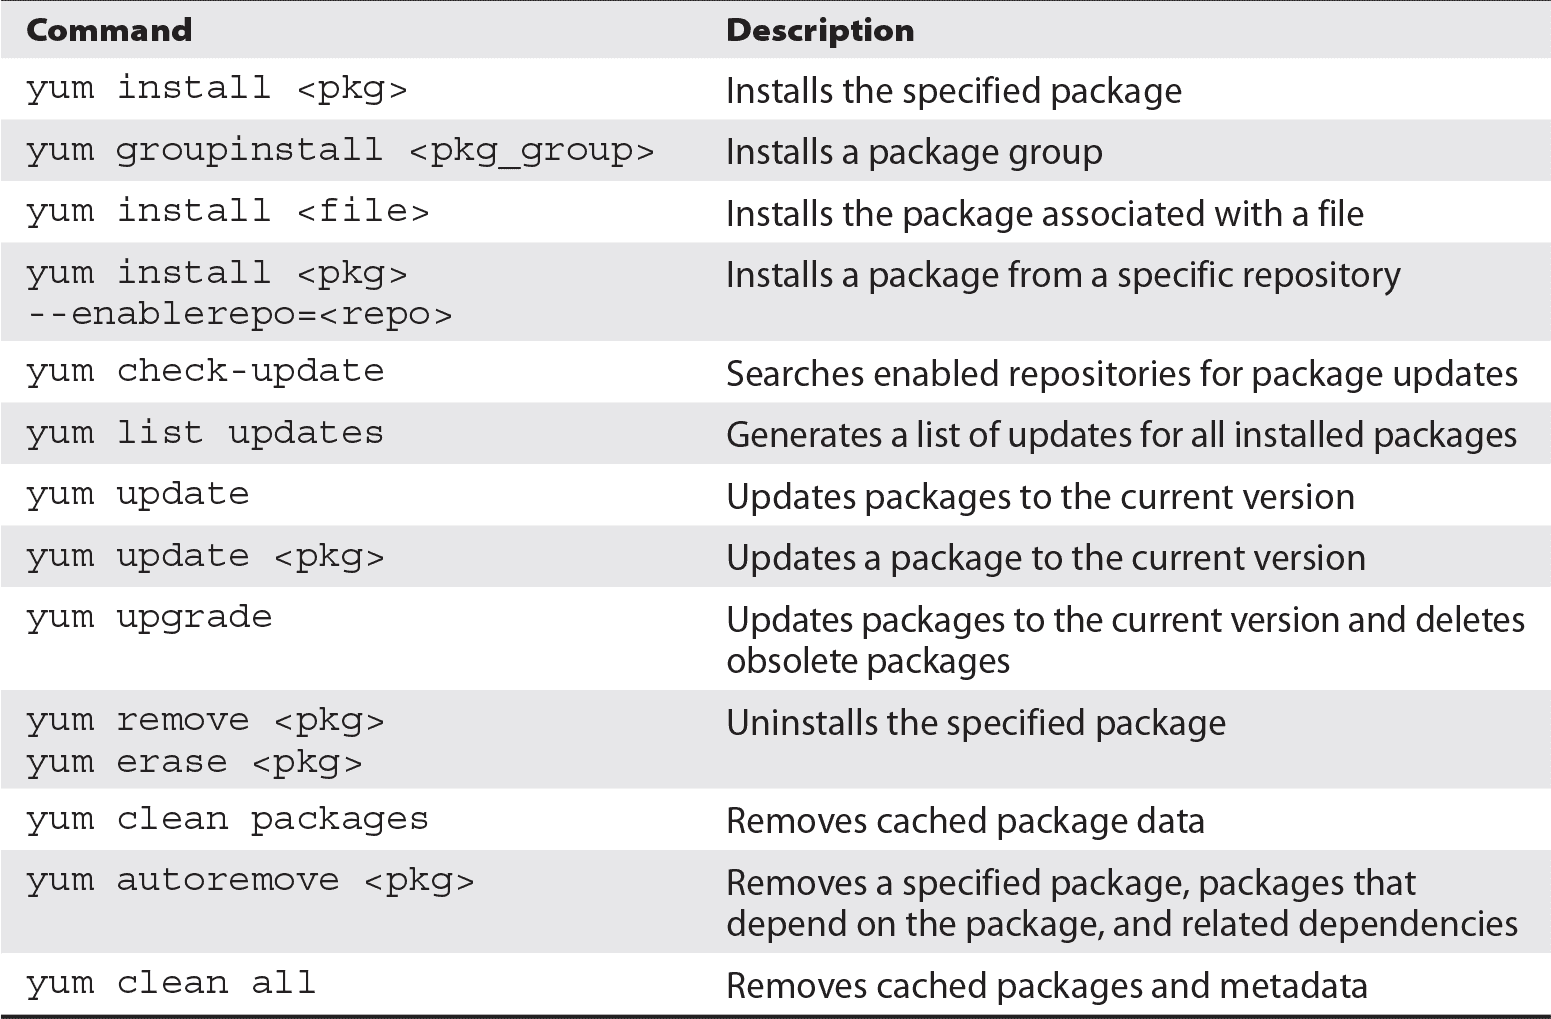 Command Description
yum install <pkg> Installs the specified package
yum groupinstall <pkg_group> Installs a package group
yum install <file> Installs the package associated with a file
yum install <pkg> Installs a package from a specific repository
--enablerepo=<repo>
yum check-update Searches enabled repositories for package updates
yum list updates Generates a list of updates for all installed packages
yum update Updates packages to the current version
yum update <pkg> Updates a package to the current version
yum upgrade Updates packages to the current version and deletes
obsolete packages
yum remove <pkg> Uninstalls the specified package
yum erase <pkg>
yum clean packages Removes cached package data
yum autoremove <pkg> Removes a specified package, packages that
depend on the package, and related dependencies
yum clean all Removes cached packages and metadata